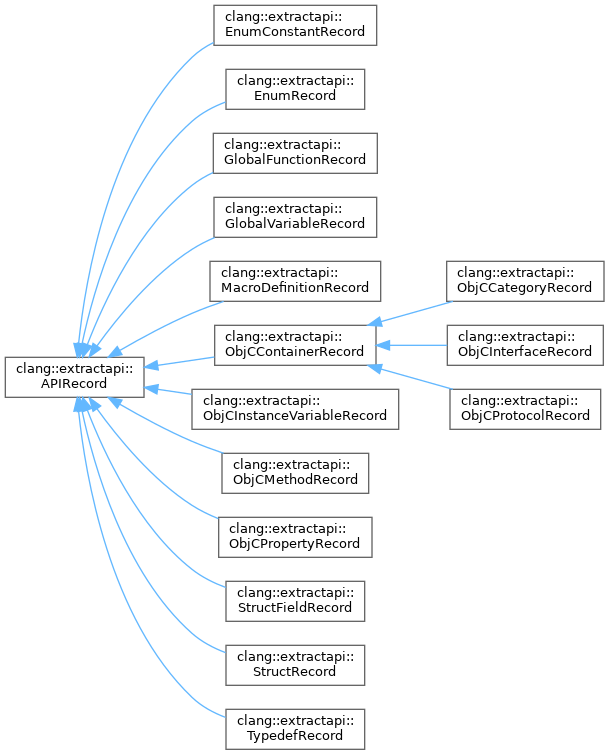 clang::extractapi::
EnumConstantRecord
clang::extractapi::
EnumRecord
clang::extractapi::
GlobalFunctionRecord
clang::extractapi::
GlobalVariableRecord
clang::extractapi::
MacroDefinitionRecord
clang::extractapi::
ObjCCategoryRecord
clang::extractapi::
ObjCContainerRecord
clang::extractapi::
ObjCInterfaceRecord
clang::extractapi::
APIRecord
clang::extractapi::
ObjCInstanceVariableRecord
clang::extractapi::
ObjCProtocolRecord
clang::extractapi::
ObjCMethodRecord
clang::extractapi::
ObjCPropertyRecord
clang::extractapi::
StructFieldRecord
clang::extractapi::
StructRecord
clang::extractapi::
TypedefRecord